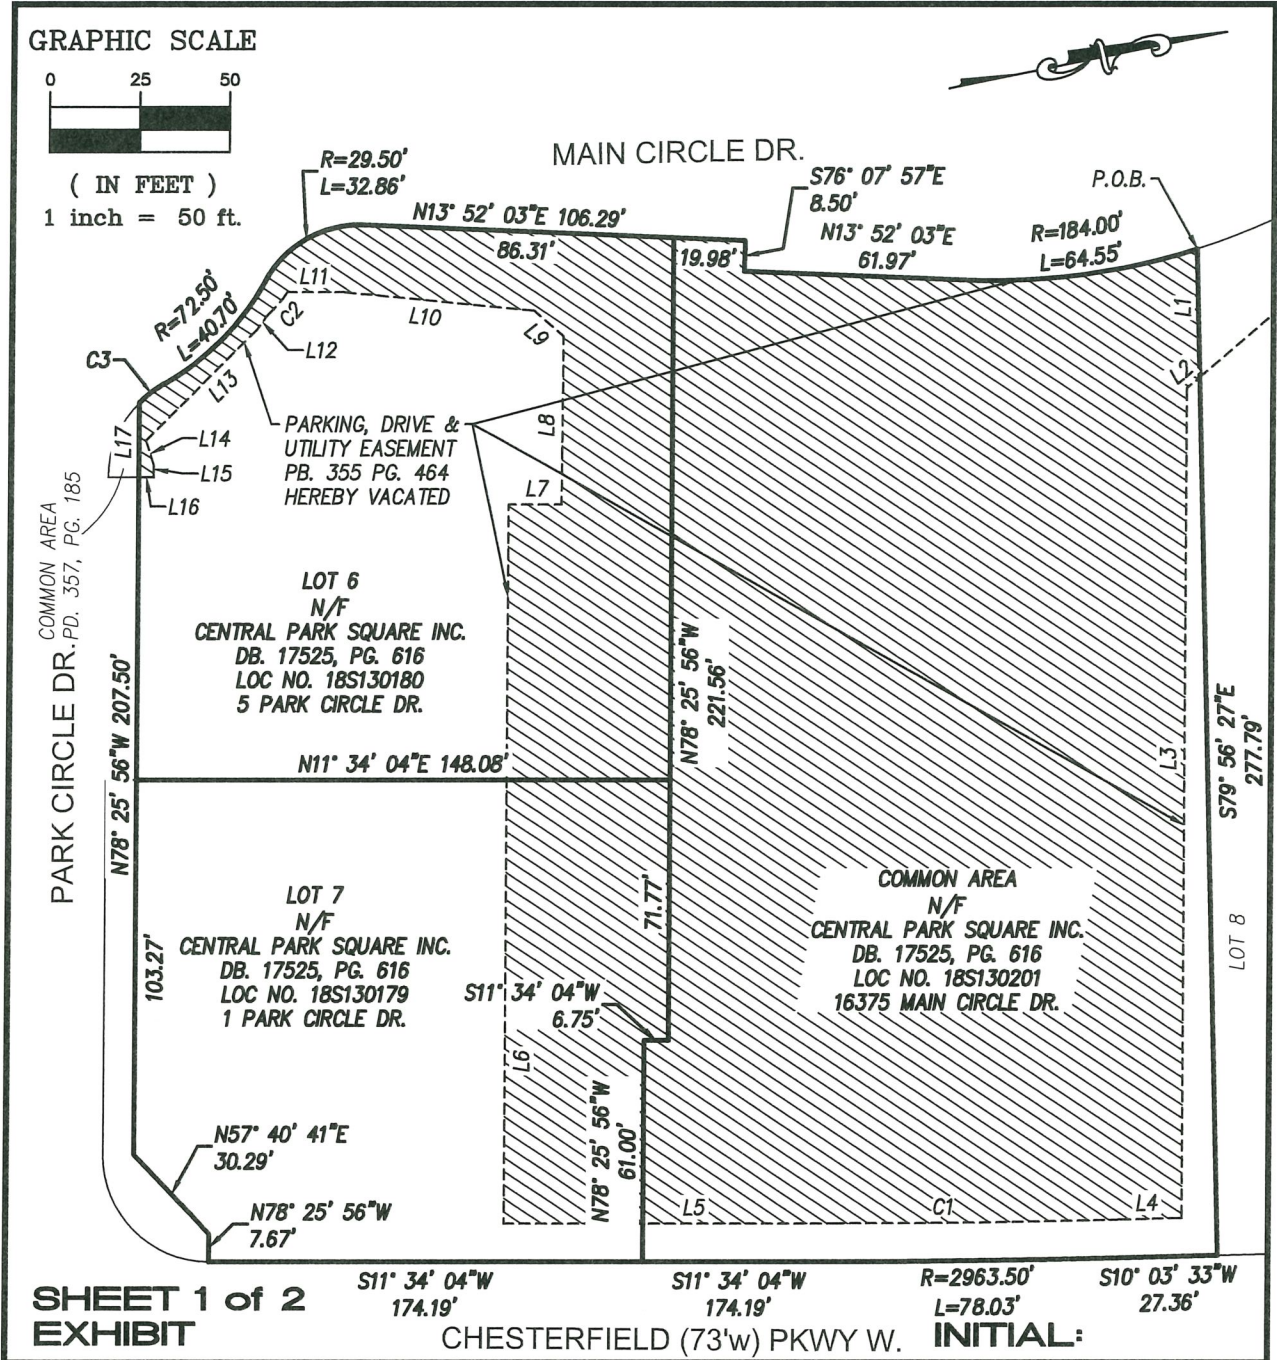 GRAPHIC SCALE
0 25 50
( IN FEET )
1 inch = 50 ft.
N
MAIN CIRCLE DR.
R=29.50'
L=32.86'
N13° 52' 03"E 106.29'
86.31'
19.98'
S76° 07' 57"E
8.50'
N13° 52' 03"E
61.97'
R=184.00'
L=64.55'
P.O.B.
L1
L2
R=72.50'
L=40.70'
C3
L11
C2
L10
L9
L12
L13
L8
L7
L14
L15
L16
L17
PARKING, DRIVE &
UTILITY EASEMENT
PB. 355 PG. 464
HEREBY VACATED
COMMON AREA
PD. 357, PG. 185
PARK CIRCLE DR.
N78° 25' 56"W 207.50'
LOT 6
N/F
CENTRAL PARK SQUARE INC.
DB. 17525, PG. 616
LOC NO. 18S130180
5 PARK CIRCLE DR.
N78° 25' 56"W
221.56'
N11° 34' 04"E 148.08'
L3
S79° 56' 27"E
277.79'
LOT 7
N/F
CENTRAL PARK SQUARE INC.
DB. 17525, PG. 616
LOC NO. 18S130179
1 PARK CIRCLE DR.
103.27'
71.77'
S11° 34' 04"W
6.75'
COMMON AREA
N/F
CENTRAL PARK SQUARE INC.
DB. 17525, PG. 616
LOC NO. 18S130201
16375 MAIN CIRCLE DR.
LOT B
L6
N78° 25' 56"W
61.00'
N57° 40' 41"E
30.29'
N78° 25' 56"W
7.67'
L5
C1
L4
S11° 34' 04"W
174.19'
S11° 34' 04"W
174.19'
R=2963.50'
L=78.03'
S10° 03' 33"W
27.36'
SHEET 1 of 2
EXHIBIT
CHESTERFIELD (73'w) PKWY W.
INITIAL: